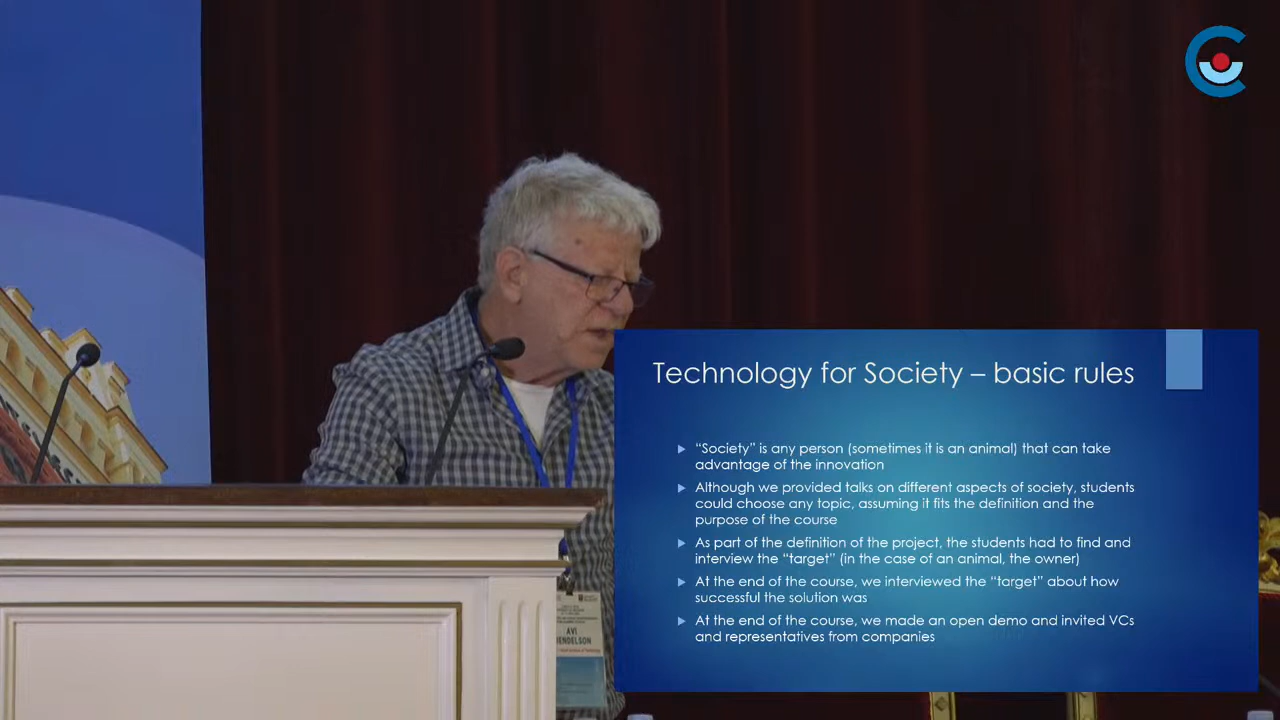 Technology for Society – basic rules
“Society” is any person (sometimes it is an animal) that can take
advantage of the innovation
Although we provided talks on different aspects of society, students
could choose any topic, assuming it fits the definition and the
purpose of the course
As part of the definition of the project, the students had to find and
interview the “target” (in the case of an animal, the owner)
At the end of the course, we interviewed the “target” about how
successful the solution was
At the end of the course, we made an open demo and invited VCs
and representatives from companies
AVI